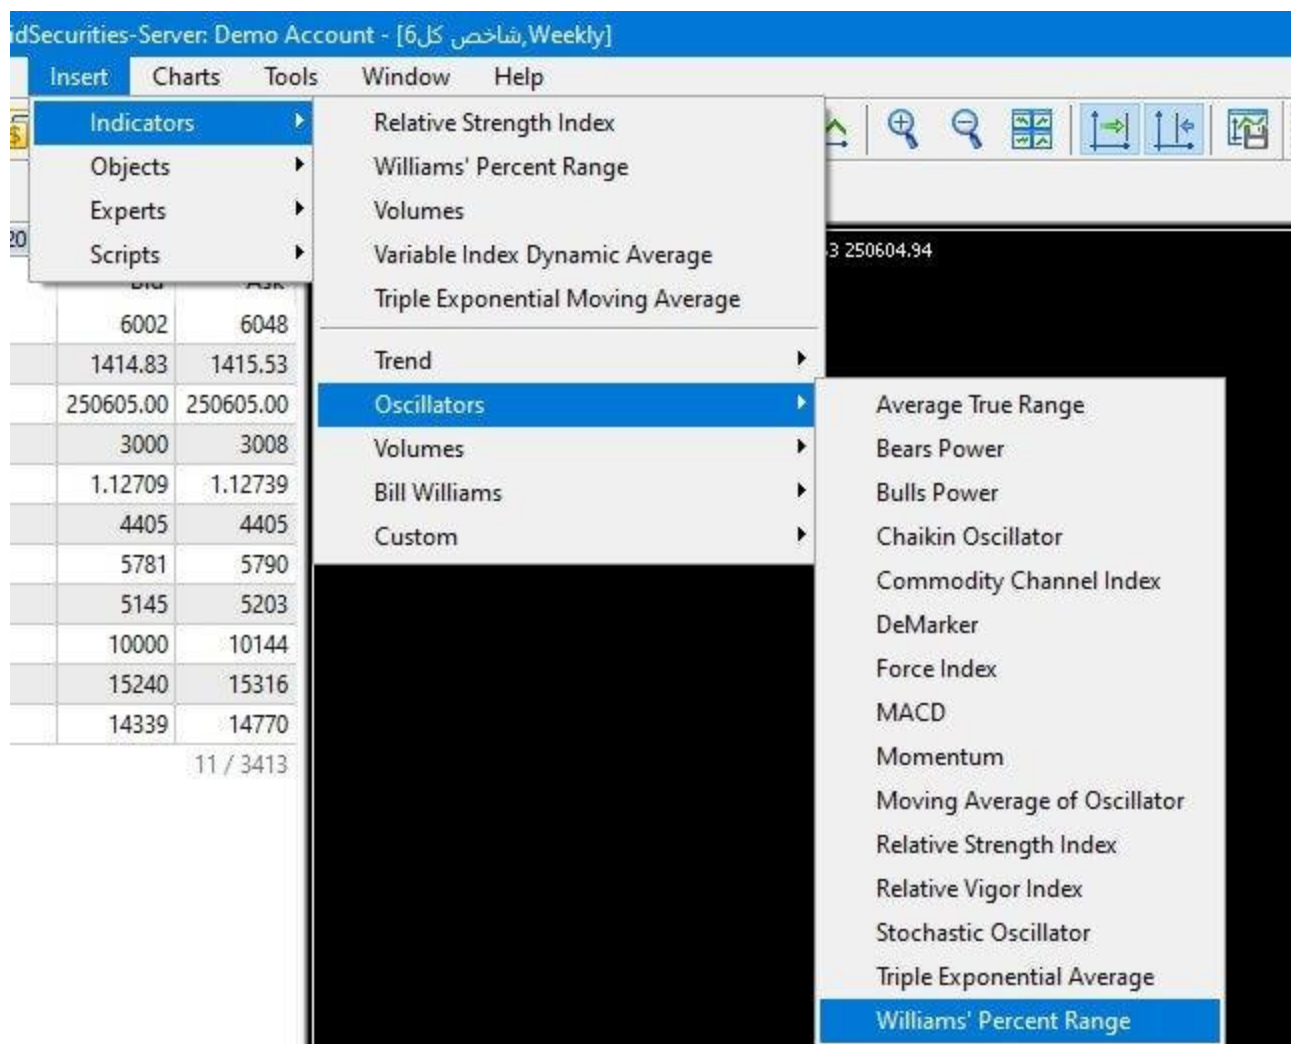 idSecurities-Server: Demo Account - [شاخص کل6,Weekly]
Insert Charts Tools Window Help
Indicators
Objects
Experts
Scripts
Relative Strength Index
Williams' Percent Range
Volumes
Variable Index Dynamic Average
Triple Exponential Moving Average
Trend
Oscillators
Volumes
Bill Williams
Custom
Average True Range
Bears Power
Bulls Power
Chaikin Oscillator
Commodity Channel Index
DeMarker
Force Index
MACD
Momentum
Moving Average of Oscillator
Relative Strength Index
Relative Vigor Index
Stochastic Oscillator
Triple Exponential Average
Williams' Percent Range
3 250604.94
20
Bid Ask
6002 6048
1414.83 1415.53
250605.00 250605.00
3000 3008
1.12709 1.12739
4405 4405
5781 5790
5145 5203
10000 10144
15240 15316
14339 14770
11 / 3413